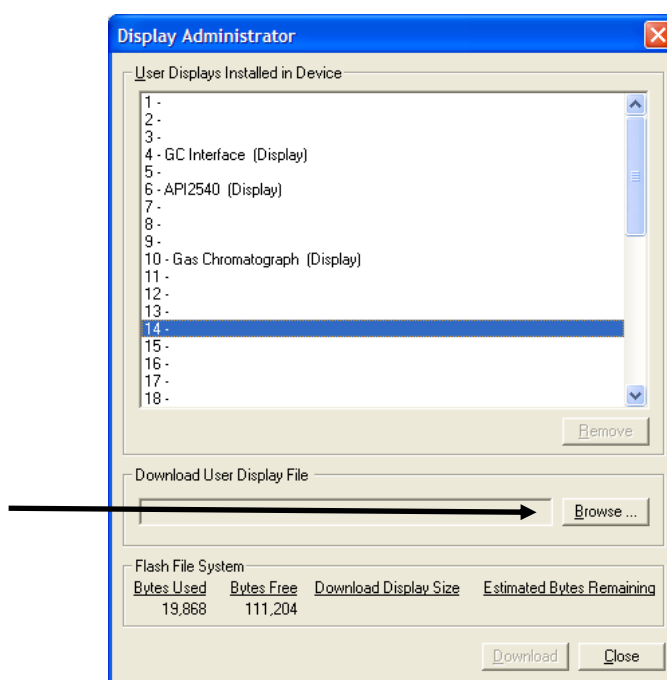 Display Administrator
User Displays Installed in Device
1 -
2 -
3 -
4 - GC Interface (Display)
5 -
6 - API2540 (Display)
7 -
8 -
9 -
10 - Gas Chromatograph (Display)
11 -
12 -
13 -
14 -
15 -
16 -
17 -
18 -
Remove
Download User Display File
Browse ...
Flash File System
Bytes Used Bytes Free Download Display Size Estimated Bytes Remaining
19,868 111,204
Download Close